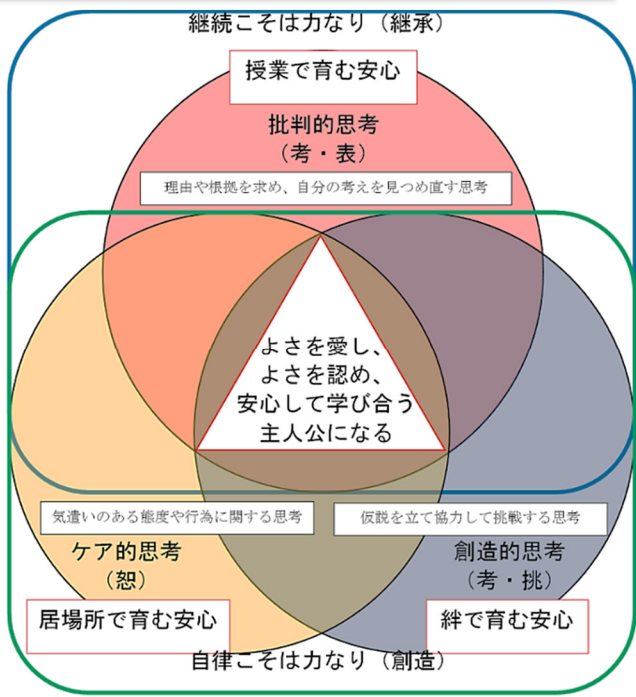 継続こそは力なり（継承）
授業で育む安心
批判的思考
（考・表）
理由や根拠を求め、自分の考えを見つめ直す思考
よさを愛し、
よさを認め、
安心して学び合う
主人公になる
気遣いのある態度や行為に関する思考
仮説を立て協力して挑戦する思考
ケア的思考
（恕）
創造的思考
（考・挑）
居場所で育む安心
絆で育む安心
自律こそは力なり（創造）